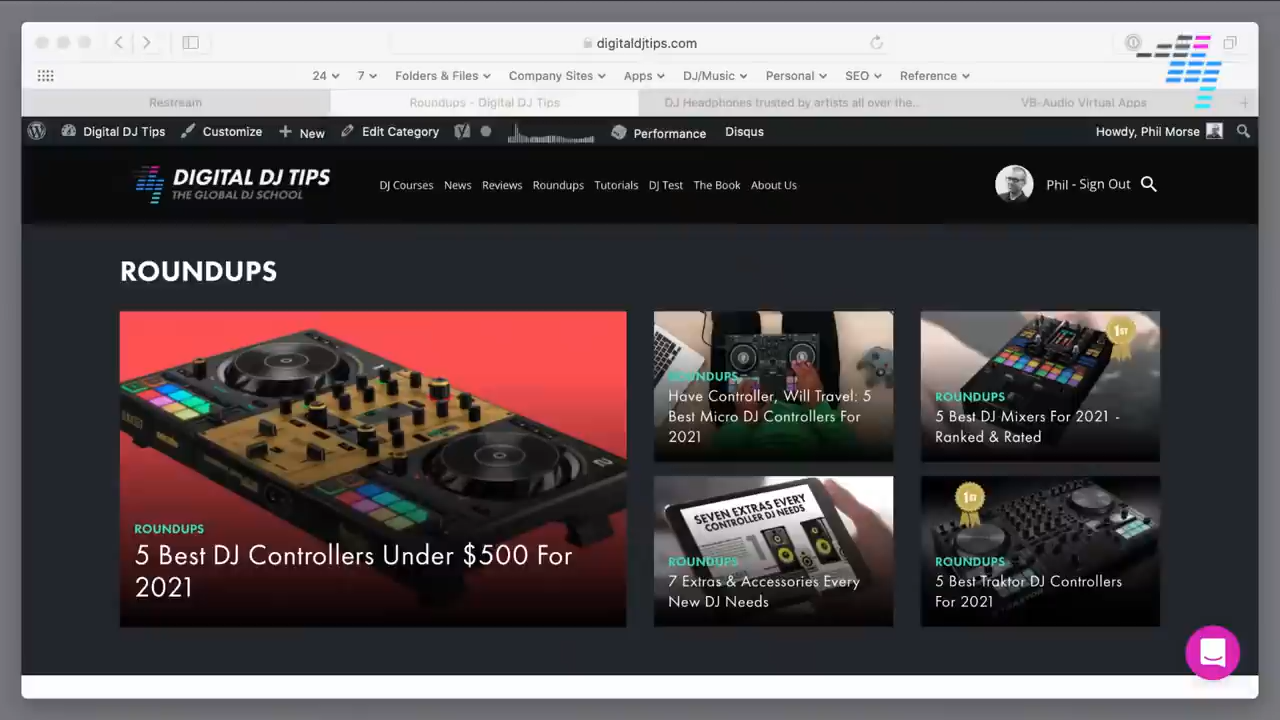 digitaldjtips.com
24 7 Folders & Files Company Sites Apps DJ/Music Personal SEO Reference
Restream Roundups - Digital DJ Tips DJ Headphones trusted by artists all over the... VB-Audio Virtual Apps
Digital DJ Tips Customize New Edit Category Performance Disqus Howdy, Phil Morse
DIGITAL DJ TIPS
THE GLOBAL DJ SCHOOL
DJ Courses News Reviews Roundups Tutorials DJ Test The Book About Us
Phil - Sign Out
ROUNDUPS
ROUNDUPS
5 Best DJ Controllers Under $500 For
2021
ROUNDUPS
Have Controller, Will Travel: 5
Best Micro DJ Controllers For
2021
1ST
ROUNDUPS
5 Best DJ Mixers For 2021 -
Ranked & Rated
SEVEN EXTRAS EVERY
CONTROLLER DJ NEEDS
ROUNDUPS
7 Extras & Accessories Every
New DJ Needs
1ST
ROUNDUPS
5 Best Traktor DJ Controllers
For 2021